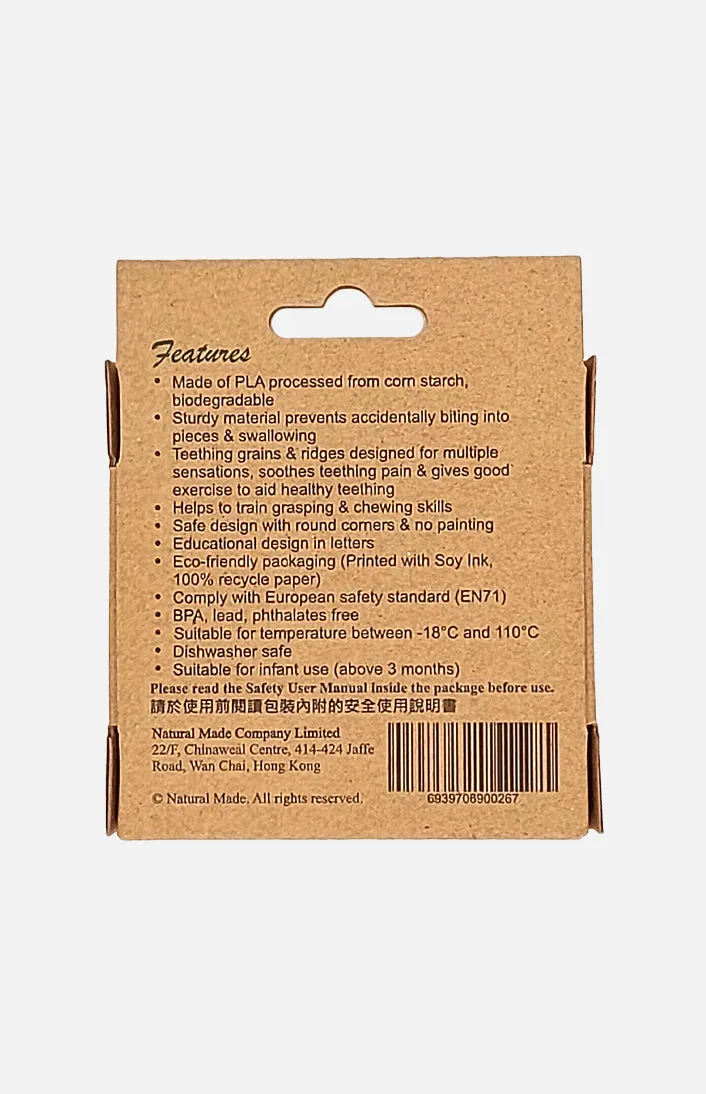 Features
• Made of PLA processed from corn starch,
biodegradable
• Sturdy material prevents accidentally biting into
pieces & swallowing
• Teething grains & ridges designed for multiple
sensations, soothes teething pain & gives good
exercise to aid healthy teething
• Helps to train grasping & chewing skills
• Safe design with round corners & no painting
• Educational design in letters
• Eco-friendly packaging (Printed with Soy Ink,
100% recycle paper)
• Comply with European safety standard (EN71)
• BPA, lead, phthalates free
• Suitable for temperature between -18°C and 110°C
• Dishwasher safe
• Suitable for infant use (above 3 months)
Please read the Safety User Manual Inside the package before use.
請於使用前閱讀包裝內附的安全使用說明書
Natural Made Company Limited
22/F, Chinaweal Centre, 414-424 Jaffe
Road, Wan Chai, Hong Kong
© Natural Made. All rights reserved.
6939708900267